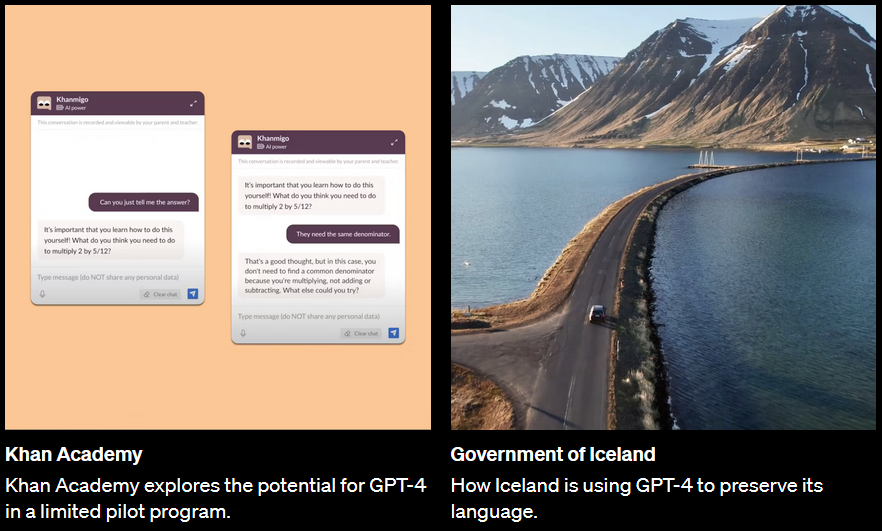 Khanmigo
AI power
This conversation is recorded and viewable by your parent and teacher.
Can you just tell me the answer?
It's important that you learn how to do this
yourself! What do you think you need to do
to multiply 2 by 5/12?
Type message (do NOT share any personal data)
Clear chat
Khanmigo
AI power
This conversation is recorded and viewable by your parent and teacher.
It's important that you learn how to do this
yourself! What do you think you need to do
to multiply 2 by 5/12?
They need the same denominator.
That's a good thought, but in this case, you
don't need to find a common denominator
because you're multiplying, not adding or
subtracting. What else could you try?
Type message (do NOT share any personal data)
Clear chat
Khan Academy
Khan Academy explores the potential for GPT-4
in a limited pilot program.
Government of Iceland
How Iceland is using GPT-4 to preserve its
language.